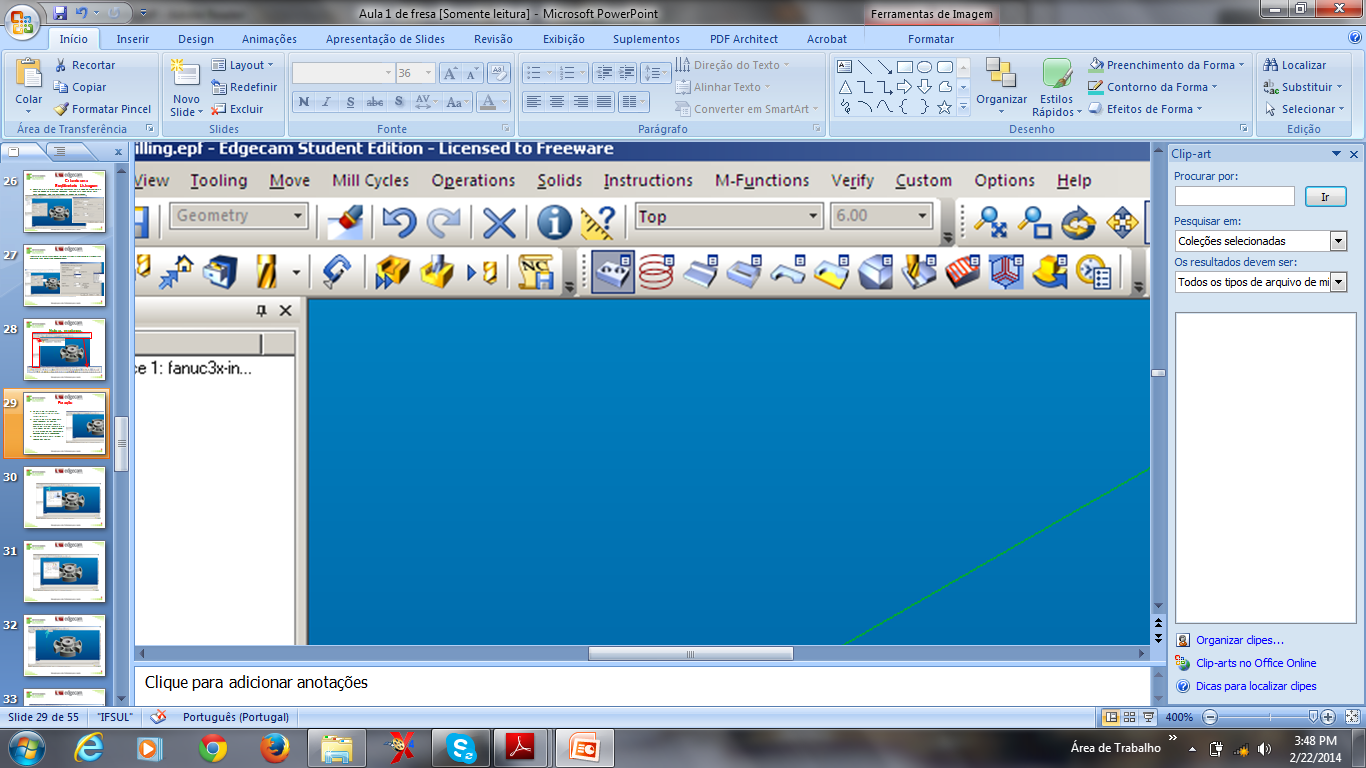 Aula 1 de fresa [Somente leitura] - Microsoft PowerPoint
Ferramentas de Imagem
Início Inserir Design Animações Apresentação de Slides Revisão Exibição Suplementos PDF Architect Acrobat Formatar
Colar
Recortar
Copiar
Formatar Pincel
Área de Transferência
Novo Slide
Layout
Redefinir
Excluir
Slides
36
N I S abc S AV Aa A
Fonte
Direção do Texto
Alinhar Texto
Converter em SmartArt
Parágrafo
Organizar
Estilos Rápidos
Preenchimento da Forma
Contorno da Forma
Efeitos de Forma
Desenho
Localizar
Substituir
Selecionar
Edição
26
27
28
29
30
31
32
33
illing.epf - Edgecam Student Edition - Licensed to Freeware
View Tooling Move Mill Cycles Operations Solids Instructions M-Functions Verify Custom Options Help
Geometry
Top
6.00
NC
ce 1: fanuc3x-in...
Clip-art
Procurar por:
Ir
Pesquisar em:
Coleções selecionadas
Os resultados devem ser:
Todos os tipos de arquivo de mí
Organizar clipes...
Clip-arts no Office Online
Dicas para localizar clipes
Clique para adicionar anotações
Slide 29 de 55
"IFSUL"
Português (Portugal)
400%
Área de Trabalho
3:48 PM
2/22/2014